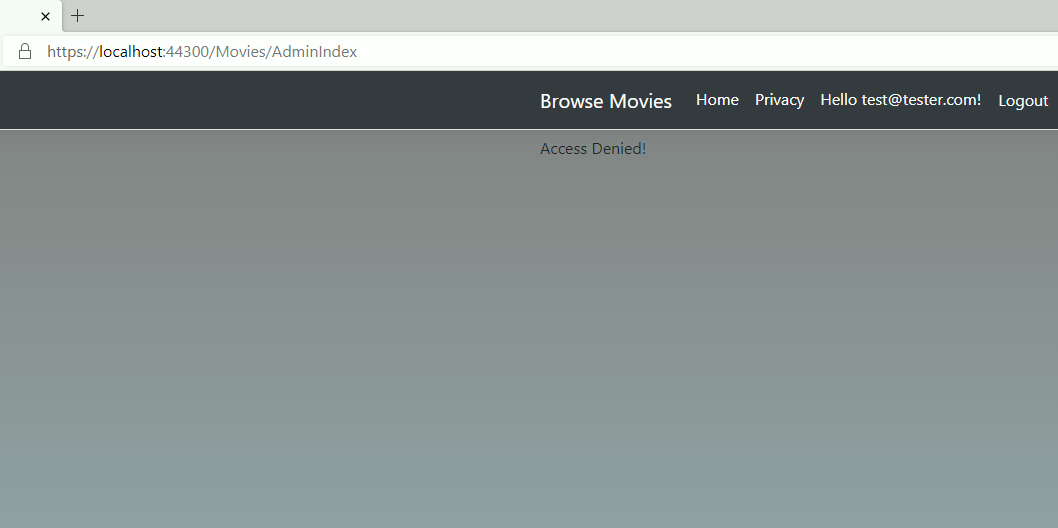 https://localhost:44300/Movies/AdminIndex
Browse Movies Home Privacy Hello test@tester.com! Logout
Access Denied!